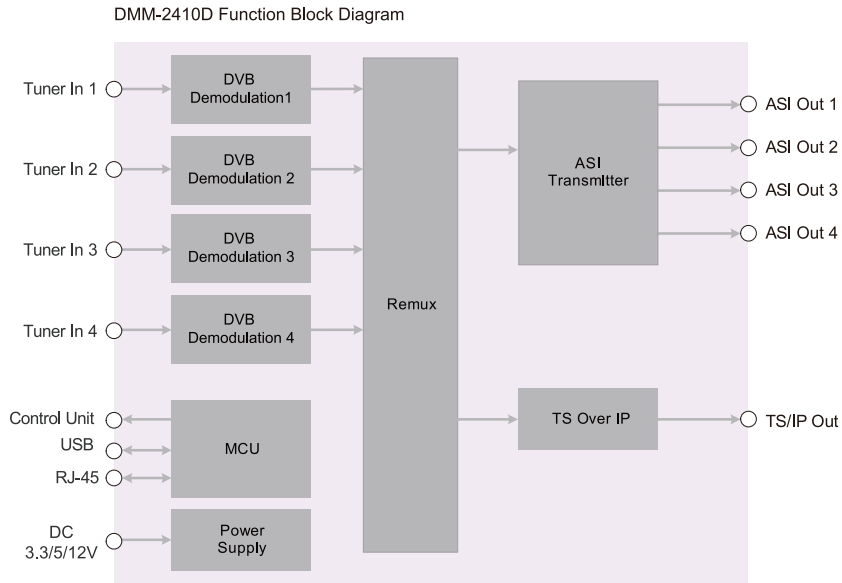 DMM-2410D Function Block Diagram
Tuner In 1
DVB
Demodulation1
Tuner In 2
DVB
Demodulation 2
Tuner In 3
DVB
Demodulation 3
Tuner In 4
DVB
Demodulation 4
Control Unit
USB
RJ-45
MCU
DC
3.3/5/12V
Power
Supply
Remux
ASI
Transmitter
ASI Out 1
ASI Out 2
ASI Out 3
ASI Out 4
TS Over IP
TS/IP Out